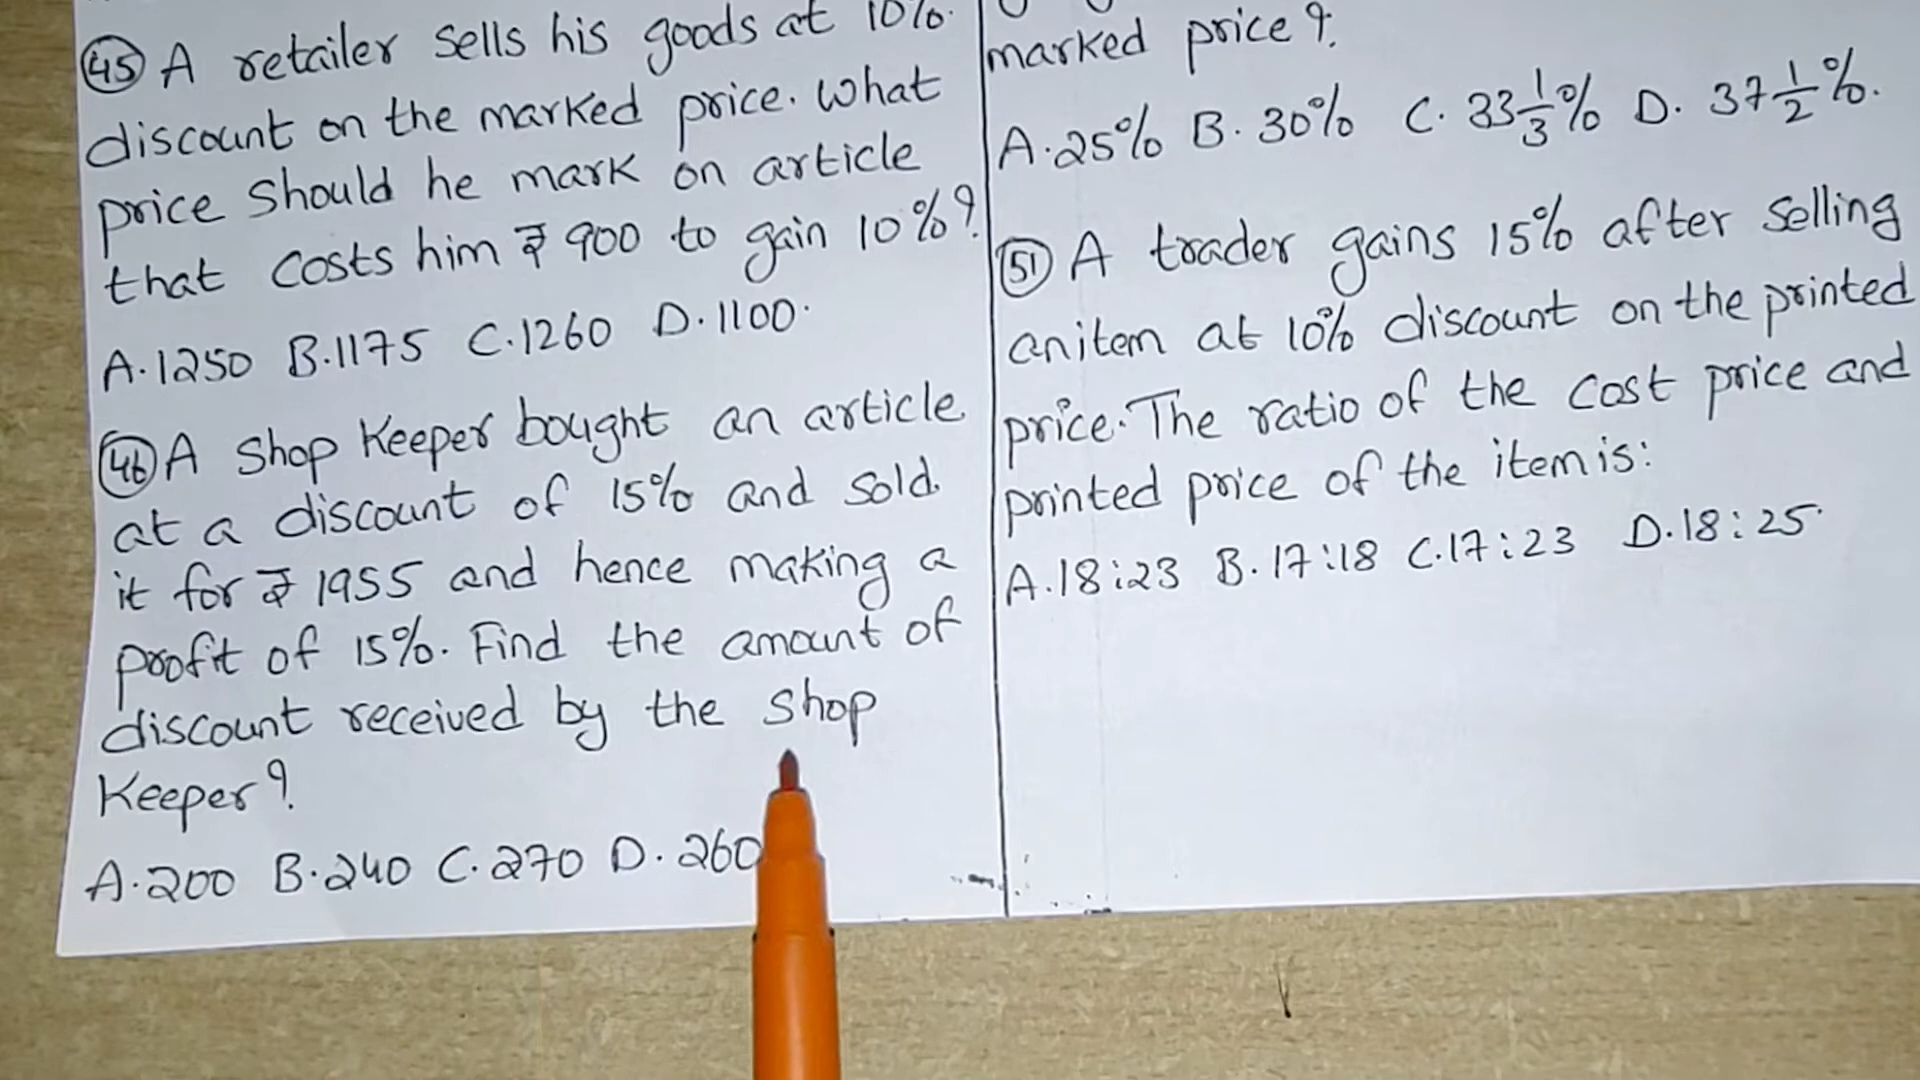 45 A retailer sells his goods at 10%.
discount on the marked price. What
price should he mark on article
that costs him ₹ 900 to gain 10%?
A.1250 B.1175 C.1260 D.1100.
46 A Shop Keeper bought an article
at a discount of 15% and sold.
it for ₹ 1955 and hence making a
profit of 15%. Find the amount of
discount received by the shop
Keeper?
A.200 B.240 C.270 D.260
marked price?
A.25% B.30% C. 33 1/3% D. 37 1/2%.
51 A trader gains 15% after selling
an item at 10% discount on the printed
price. The ratio of the cost price and
printed price of the item is:
A.18:23 B.17:18 C.17:23 D.18:25.